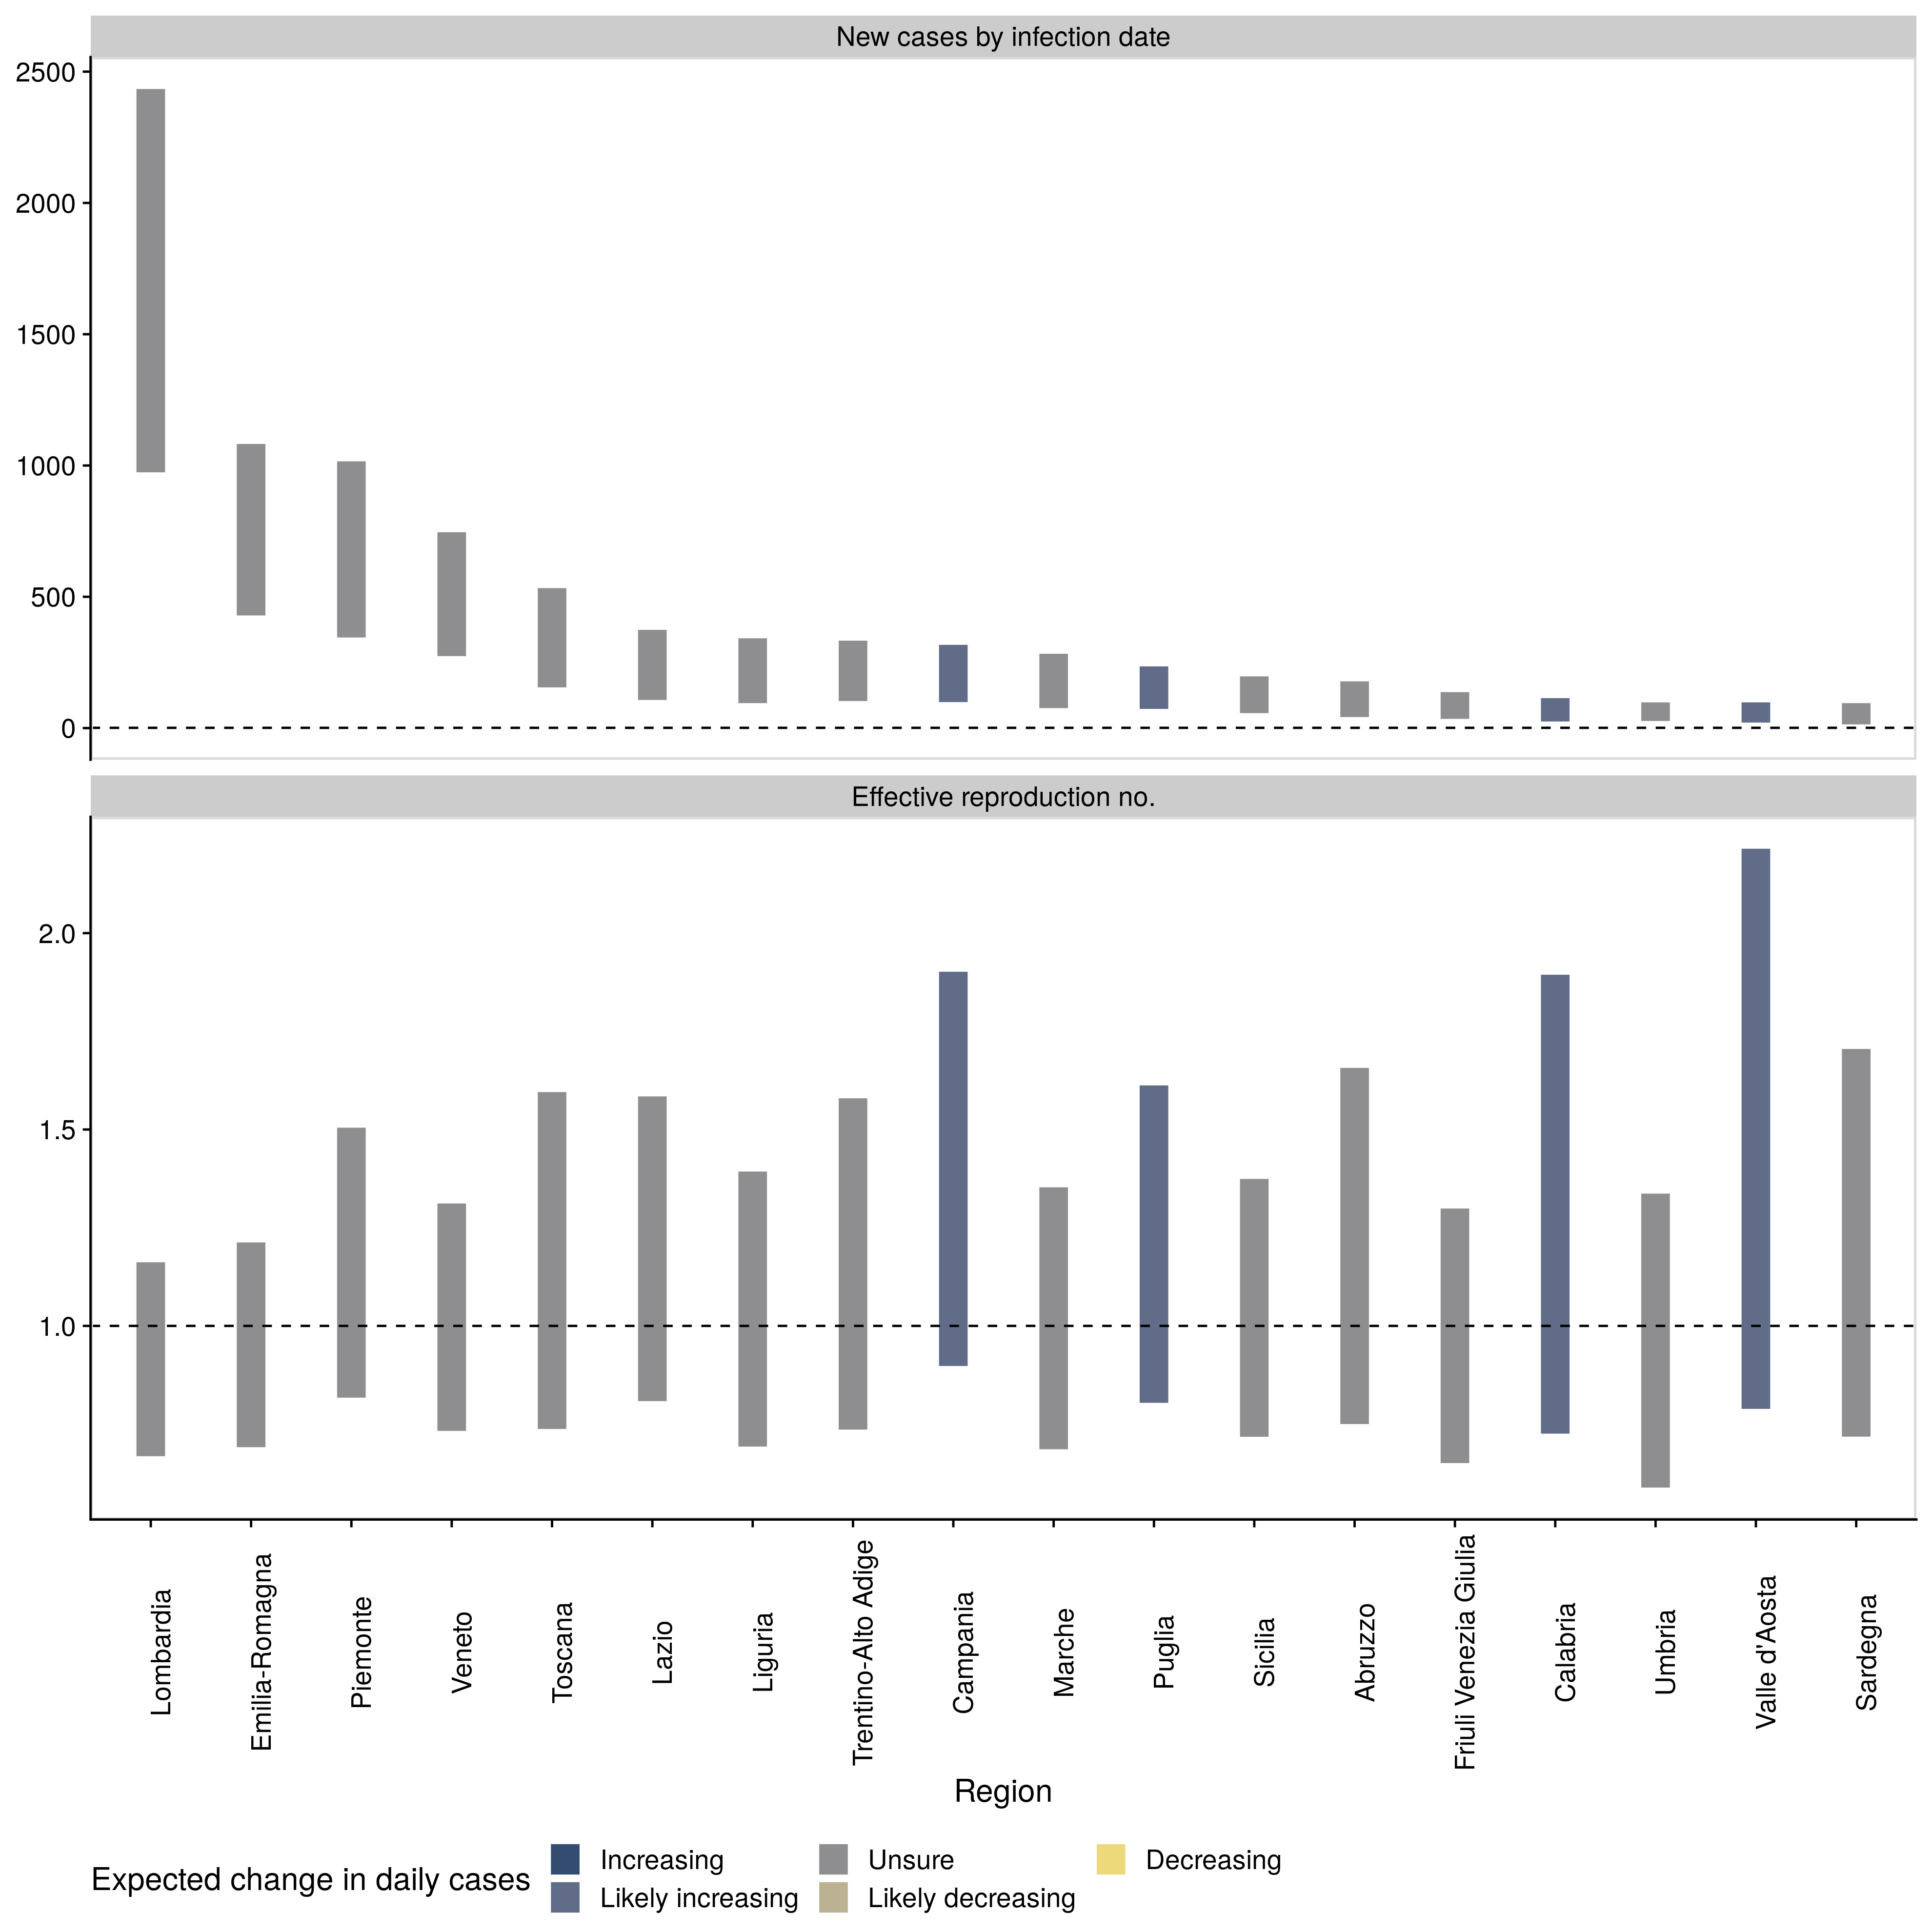 New cases by infection date
2500
2000
1500
1000
500
0
Effective reproduction no.
2.0
1.5
1.0
Lombardia
Emilia-Romagna
Piemonte
Veneto
Toscana
Lazio
Liguria
Trentino-Alto Adige
Campania
Marche
Puglia
Sicilia
Abruzzo
Friuli Venezia Giulia
Calabria
Umbria
Valle d'Aosta
Sardegna
Region
Expected change in daily cases
Increasing
Unsure
Decreasing
Likely increasing
Likely decreasing